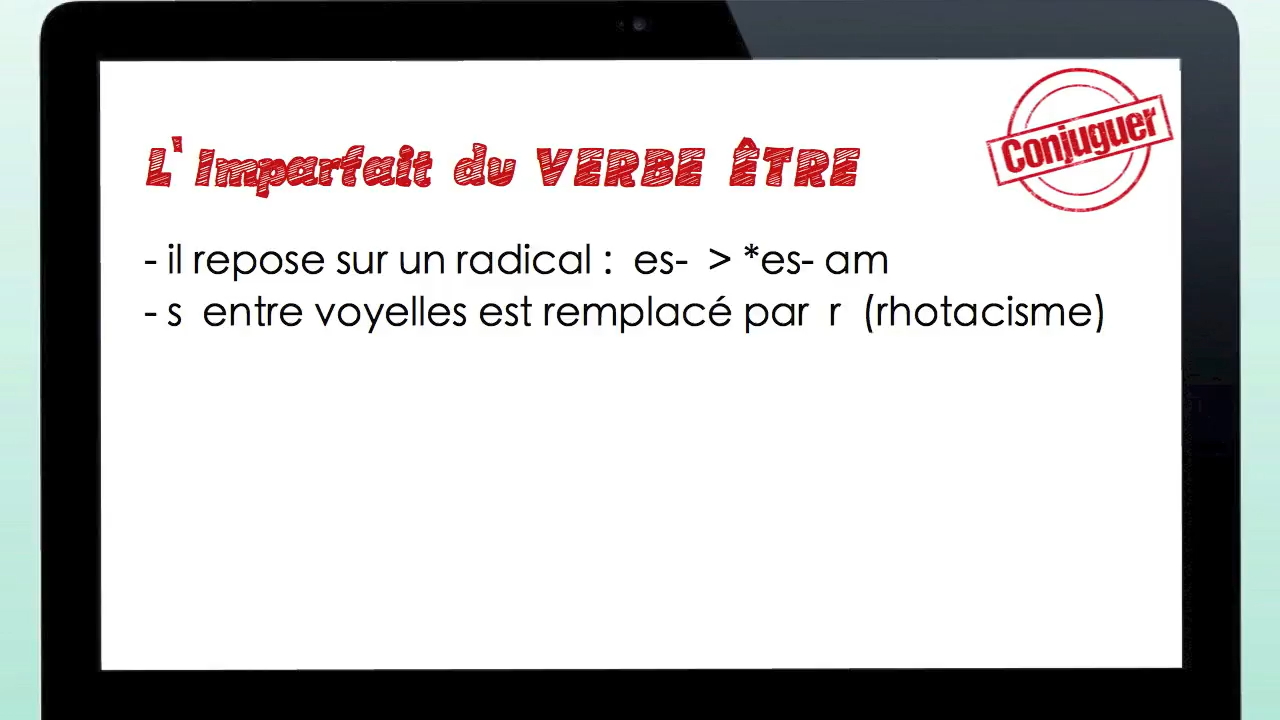 Conjuguer
L' Imparfait du VERBE ÊTRE
- il repose sur un radical : es- > *es- am
- s entre voyelles est remplacé par r (rhotacisme)